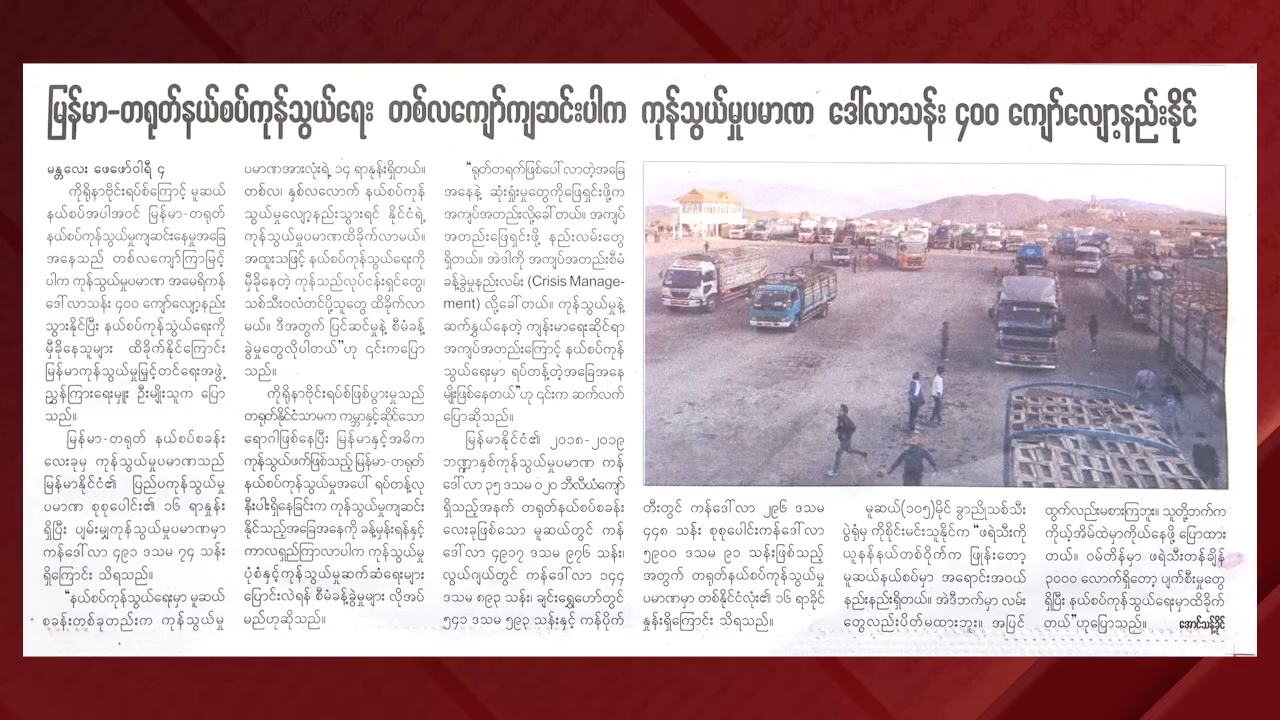 မြန်မာ-တရုတ်နယ်စပ်ကုန်သွယ်ရေး တစ်လကျော်ကျဆင်းပါက ကုန်သွယ်မှုပမာဏ ဒေါ်လာသန်း ၄၀၀ ကျော်လျော့နည်းနိုင်
မန္တလေး ဖေဖော်ဝါရီ ၄
ကိုရိုနာဗိုင်းရပ်စ်ကြောင့် မူဆယ်
နယ်စပ်အပါအဝင် မြန်မာ-တရုတ်
နယ်စပ်ကုန်သွယ်မှုကျဆင်းနေမှုအခြေ
အနေသည် တစ်လကျော်ကြာမြင့်
ပါက ကုန်သွယ်မှုပမာဏ အမေရိကန်
ဒေါ်လာသန်း ၄၀၀ ကျော်လျော့နည်း
သွားနိုင်ပြီး နယ်စပ်ကုန်သွယ်ရေးကို
မှီခိုနေသူများ ထိခိုက်နိုင်ကြောင်း
မြန်မာကုန်သွယ်မှုမြှင့်တင်ရေးအဖွဲ့
ညွှန်ကြားရေးမှူး ဦးမျိုးသူက ပြော
သည်။
မြန်မာ-တရုတ် နယ်စပ်စခန်း
လေးခုမှ ကုန်သွယ်မှုပမာဏသည်
မြန်မာနိုင်ငံ၏ ပြည်ပကုန်သွယ်မှု
ပမာဏ စုစုပေါင်း၏ ၁၆ ရာနှုန်း
ရှိပြီး ပျမ်းမျှကုန်သွယ်မှုပမာဏမှာ
ကန်ဒေါ်လာ ၄၉၁ ဒသမ ၇၄ သန်း
ရှိကြောင်း သိရသည်။
“နယ်စပ်ကုန်သွယ်ရေးမှာ မူဆယ်
စခန်းတစ်ခုတည်းက ကုန်သွယ်မှု
ပမာဏအားလုံးရဲ့ ၁၄ ရာနှုန်းရှိတယ်။
တစ်လ၊ နှစ်လလောက် နယ်စပ်ကုန်
သွယ်မှုလျော့နည်းသွားရင် နိုင်ငံရဲ့
ကုန်သွယ်မှုပမာဏထိခိုက်လာမယ်။
အထူးသဖြင့် နယ်စပ်ကုန်သွယ်ရေးကို
မှီခိုနေတဲ့ ကုန်သည်လုပ်ငန်းရှင်တွေ၊
သစ်သီးဝလံတင်ပို့သူတွေ ထိခိုက်လာ
မယ်။ ဒီအတွက် ပြင်ဆင်မှုနဲ့ စီမံခန့်
ခွဲမှုတွေလိုပါတယ်”ဟု ၎င်းကပြော
သည်။
ကိုရိုနာဗိုင်းရပ်စ်ဖြစ်ပွားမှုသည်
တရုတ်နိုင်ငံသာမက ကမ္ဘာနှင့်ဆိုင်သော
ရောဂါဖြစ်နေပြီး မြန်မာနှင့်အဓိက
ကုန်သွယ်ဖက်ဖြစ်သည့် မြန်မာ-တရုတ်
နယ်စပ်ကုန်သွယ်မှုအပေါ် ရပ်တန့်လု
နီးပါးရှိနေခြင်းက ကုန်သွယ်မှုကျဆင်း
နိုင်သည့်အခြေအနေကို ခန့်မှန်းရန်နှင့်
ကာလရှည်ကြာလာပါက ကုန်သွယ်မှု
ပုံစံနှင့်ကုန်သွယ်မှုဆက်ဆံရေးများ
ပြောင်းလဲရန် စီမံခန့်ခွဲမှုများ လိုအပ်
မည်ဟုဆိုသည်။
“ရုတ်တရက်ဖြစ်ပေါ်လာတဲ့အခြေ
အနေနဲ့ ဆုံးရှုံးမှုတွေကိုဖြေရှင်းဖို့က
အကျပ်အတည်းလို့ခေါ်တယ်။ အကျပ်
အတည်းဖြေရှင်းဖို့ နည်းလမ်းတွေ
ရှိတယ်။ အဲဒါကို အကျပ်အတည်းစီမံ
ခန့်ခွဲမှုနည်းလမ်း (Crisis Manage-
ment) လို့ခေါ်တယ်။ ကုန်သွယ်မှုနဲ့
ဆက်နွှယ်နေတဲ့ ကျန်းမာရေးဆိုင်ရာ
အကျပ်အတည်းကြောင့် နယ်စပ်ကုန်
သွယ်ရေးမှာ ရပ်တန့်တဲ့အခြေအနေ
မျိုးဖြစ်နေတယ်”ဟု ၎င်းက ဆက်လက်
ပြောဆိုသည်။
မြန်မာနိုင်ငံ၏ ၂၀၁၈-၂၀၁၉
ဘဏ္ဍာနှစ်ကုန်သွယ်မှုပမာဏ ကန်
ဒေါ်လာ ၃၅ ဒသမ ၀၂၀ ဘီလီယံကျော်
ရှိသည့်အနက် တရုတ်နယ်စပ်စခန်း
လေးခုဖြစ်သော မူဆယ်တွင် ကန်
ဒေါ်လာ ၄၉၁၇ ဒသမ ၉၇၆ သန်း၊
လွယ်ဂျယ်တွင် ကန်ဒေါ်လာ ၁၄၄
ဒသမ ၈၉၃ သန်း၊ ချင်းရွှေဟော်တွင်
၅၄၁ ဒသမ ၅၉၃ သန်းနှင့် ကန်ပိုက်
တီးတွင် ကန်ဒေါ်လာ ၂၉၆ ဒသမ
၄၄၈ သန်း စုစုပေါင်းကန်ဒေါ်လာ
၅၉၀၀ ဒသမ ၉၁ သန်းဖြစ်သည့်
အတွက် တရုတ်နယ်စပ်ကုန်သွယ်မှု
ပမာဏမှာ တစ်နိုင်ငံလုံး၏ ၁၆ ရာခိုင်
နှုန်းရှိကြောင်း သိရသည်။
မူဆယ်(၁၀၅)မိုင် ခွာညိုသစ်သီး
ပွဲရုံမှ ကိုစိုင်းမင်းသူနိုင်က “ဖရဲသီးကို
ယူနန်နယ်တစ်ပိုက်က ဖြုန်းတော့
မူဆယ်နယ်စပ်မှာ အရောင်းအဝယ်
နည်းနည်းရှိတယ်။ အဲဒီဘက်မှာ လမ်း
တွေလည်းပိတ်မထားဘူး။ အပြင်
ထွက်လည်းမစားကြဘူး။ သူတို့ဘက်က
ကိုယ့်အိမ်ထဲမှာကိုယ်နေဖို့ ပြောထား
တယ်။ ဝမ်တိန်မှာ ဖရဲသီးတန်ချိန်
၃၀၀၀ လောက်ရှိတော့ ပျက်စီးမှုတွေ
ရှိပြီး နယ်စပ်ကုန်သွယ်ရေးမှာထိခိုက်
တယ်”ဟုပြောသည်။ အောင်သန့်ခိုင်